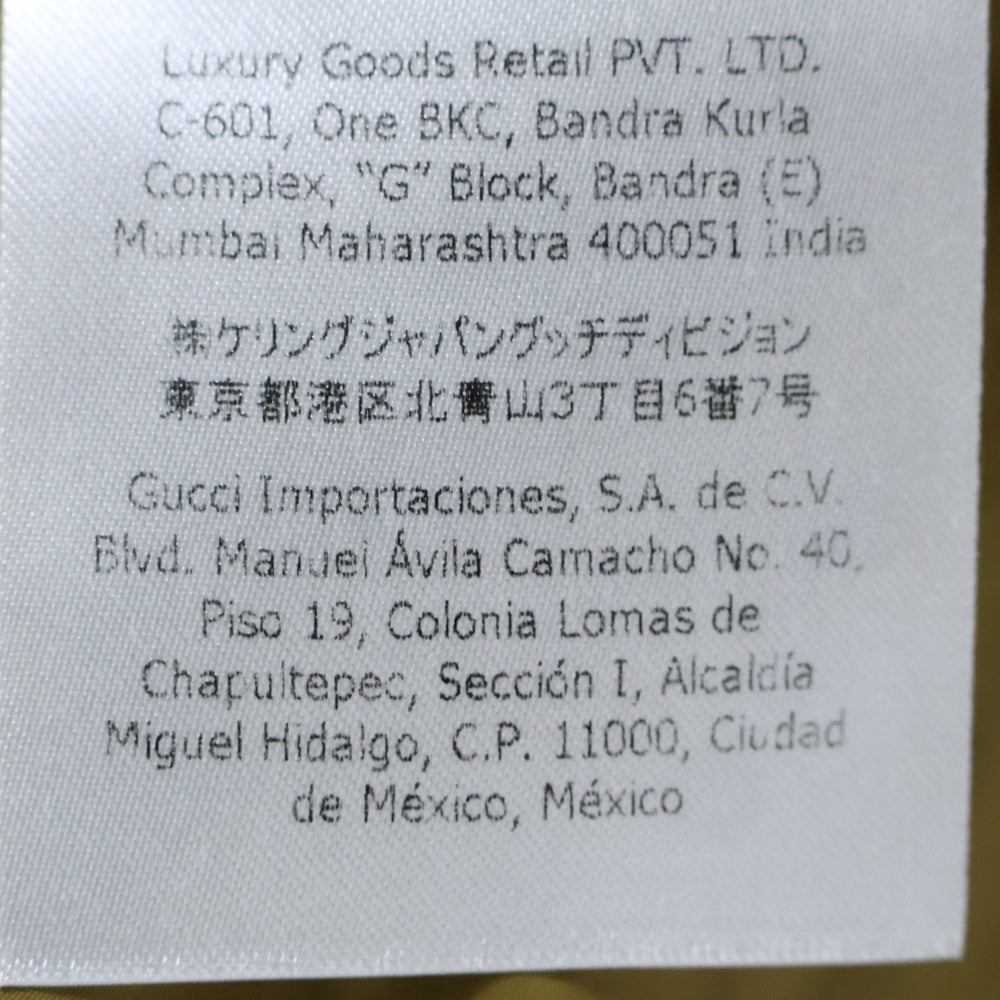 Luxury Goods Retail PVT. LTD.
C-601, One BKC, Bandra Kurla
Complex, "G" Block, Bandra (E)
Mumbai Maharashtra 400051 India
㈱ケリングジャパングッチディビジョン
東京都港区北青山3丁目6番7号
Gucci Importaciones, S.A. de C.V.
Blvd. Manuel Ávila Camacho No. 40,
Piso 19, Colonia Lomas de
Chapultepec, Sección I, Alcaldía
Miguel Hidalgo, C.P. 11000, Ciudad
de México, México